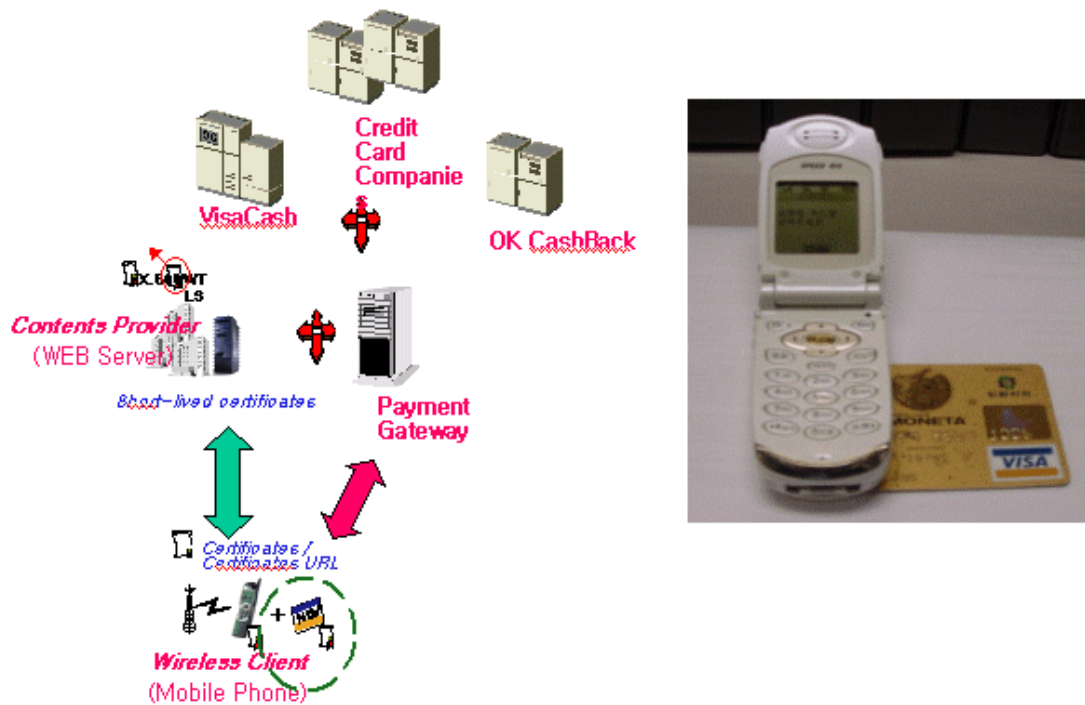 Credit
Card
Companie
s
VisaCash
OK CashBack
LS
Contents Provider
(WEB Server)
Short-lived certificates
Payment
Gateway
Certificates /
Certificates URL
+
Wireless Client
(Mobile Phone)
MONETA
VISA